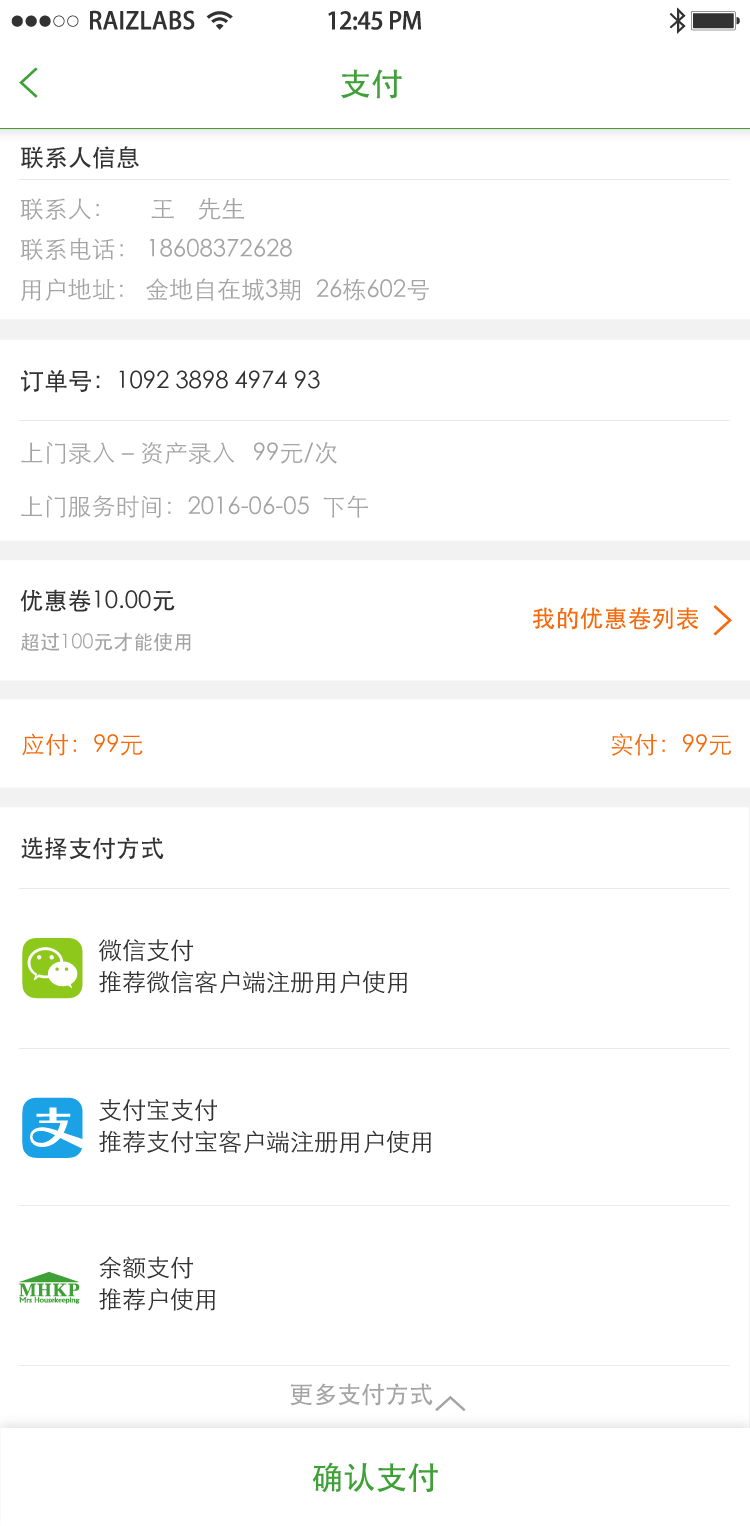 RAIZLABS 12:45 PM
支付
联系人信息
联系人： 王 先生
联系电话： 18608372628
用户地址： 金地自在城3期 26栋602号
订单号：1092 3898 4974 93
上门录入 – 资产录入 99元/次
上门服务时间：2016-06-05 下午
优惠卷10.00元
我的优惠卷列表
超过100元才能使用
应付：99元 实付：99元
选择支付方式
微信支付
推荐微信客户端注册用户使用
支付宝支付
推荐支付宝客户端注册用户使用
余额支付
MHKP
Mrs Housekeeping
推荐户使用
更多支付方式
确认支付